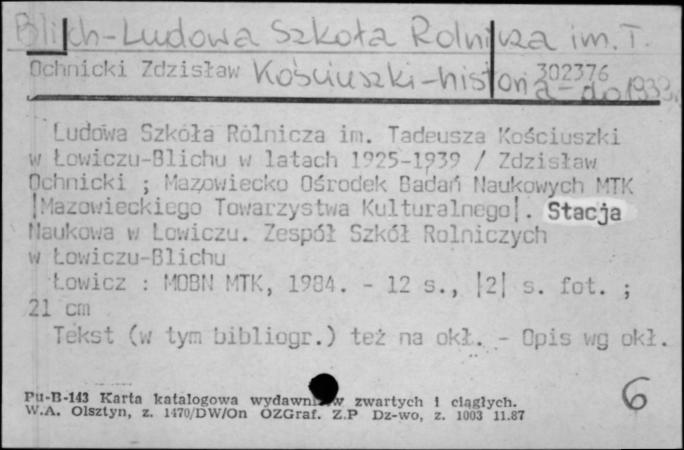 Blich-Ludowa Szkoła Rolnicza im. T.
Ochnicki Zdzisław Kościuszki-historia - do 1939r.
302376
Ludowa Szkoła Rolnicza im. Tadeusza Kościuszki
w Łowiczu-Blichu w latach 1925-1939 / Zdzisław
Ochnicki ; Mazowiecko Ośrodek Badań Naukowych MTK
|Mazowieckiego Towarzystwa Kulturalnego|. Stacja
Naukowa w Łowiczu. Zespół Szkół Rolniczych
w Łowiczu-Blichu
Łowicz : MOBN MTK, 1984. - 12 s., |2| s. fot. ;
21 cm
Tekst (w tym bibliogr.) też na okł. - Opis wg okł.
Pu-B-143 Karta katalogowa wydawnictw zwartych i ciągłych.
W.A. Olsztyn, z. 1470/DW/On OZGraf. Z.P Dz-wo, z. 1003 11.87
6